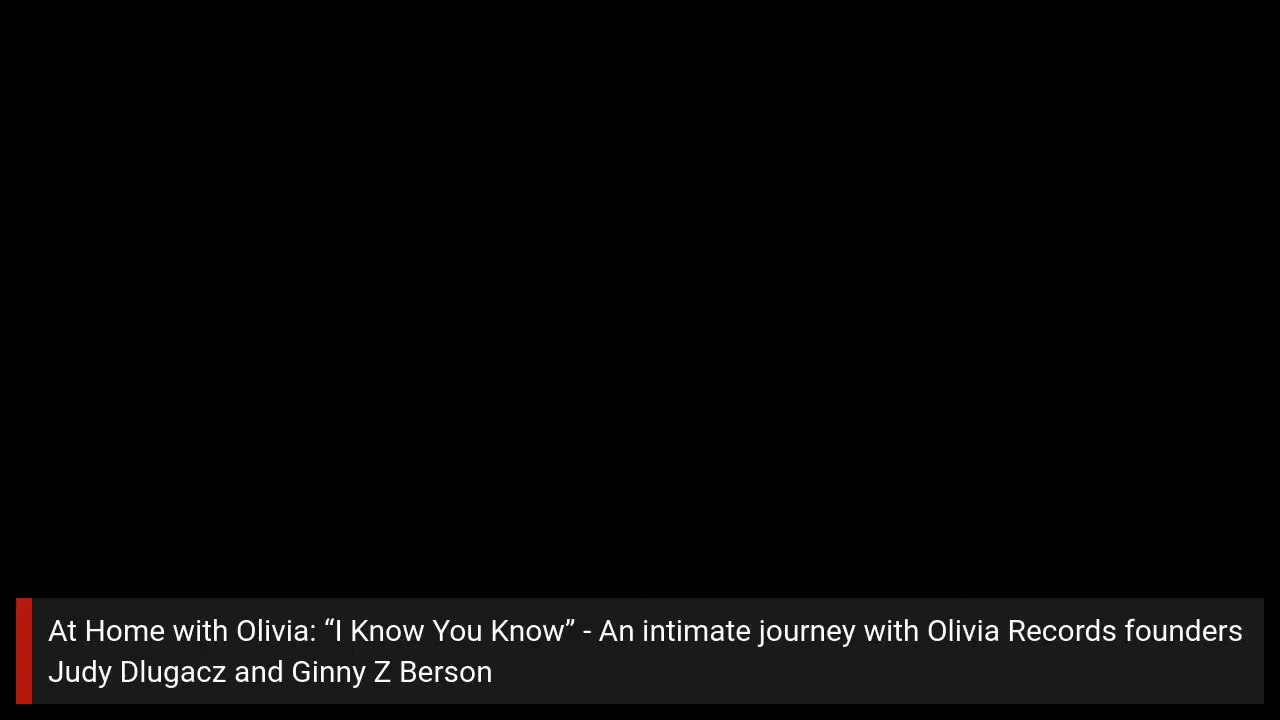 At Home with Olivia: “I Know You Know” - An intimate journey with Olivia Records founders
Judy Dlugacz and Ginny Z Berson